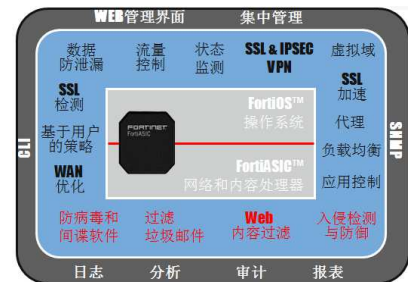 WEB管理界面 集中管理
数据 流量 状态 SSL & IPSEC 虚拟域
防泄漏 控制 监测 VPN
SSL
检测
SSL
加速
FortiOS™
操作系统
FORTINET
FortiASIC
基于用户
的策略
代理
负载均衡
CLI
SNMP
FortiASIC™
网络和内容处理器
WAN
优化
应用控制
防病毒和 过滤 Web 入侵检测
间谍软件 垃圾邮件 内容过滤 与防御
日志 分析 审计 报表